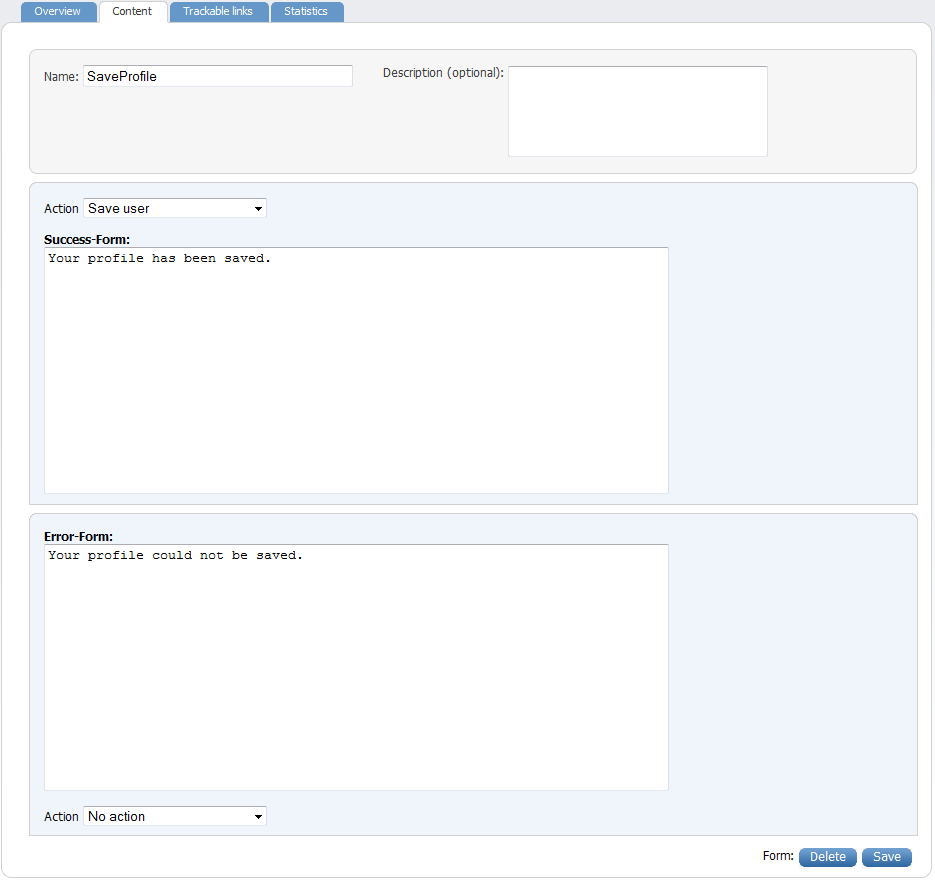 Overview Content Trackable links Statistics
Name: SaveProfile Description (optional):
Action Save user
Success-Form:
Your profile has been saved.
Error-Form:
Your profile could not be saved.
Action No action
Form: Delete Save